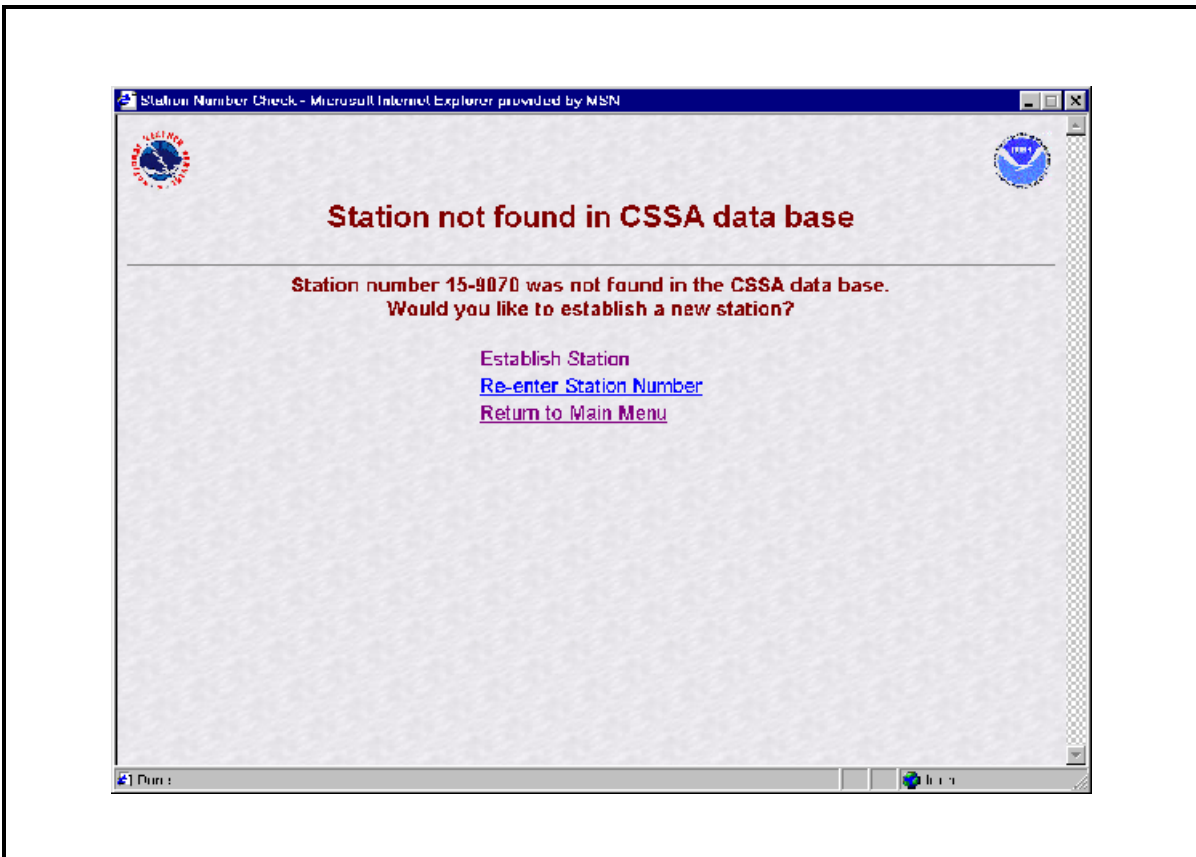 Station Number Check - Microsoft Internet Explorer provided by MSN
Station not found in CSSA data base
Station number 15-9070 was not found in the CSSA data base.
Would you like to establish a new station?
Establish Station
Re-enter Station Number
Return to Main Menu